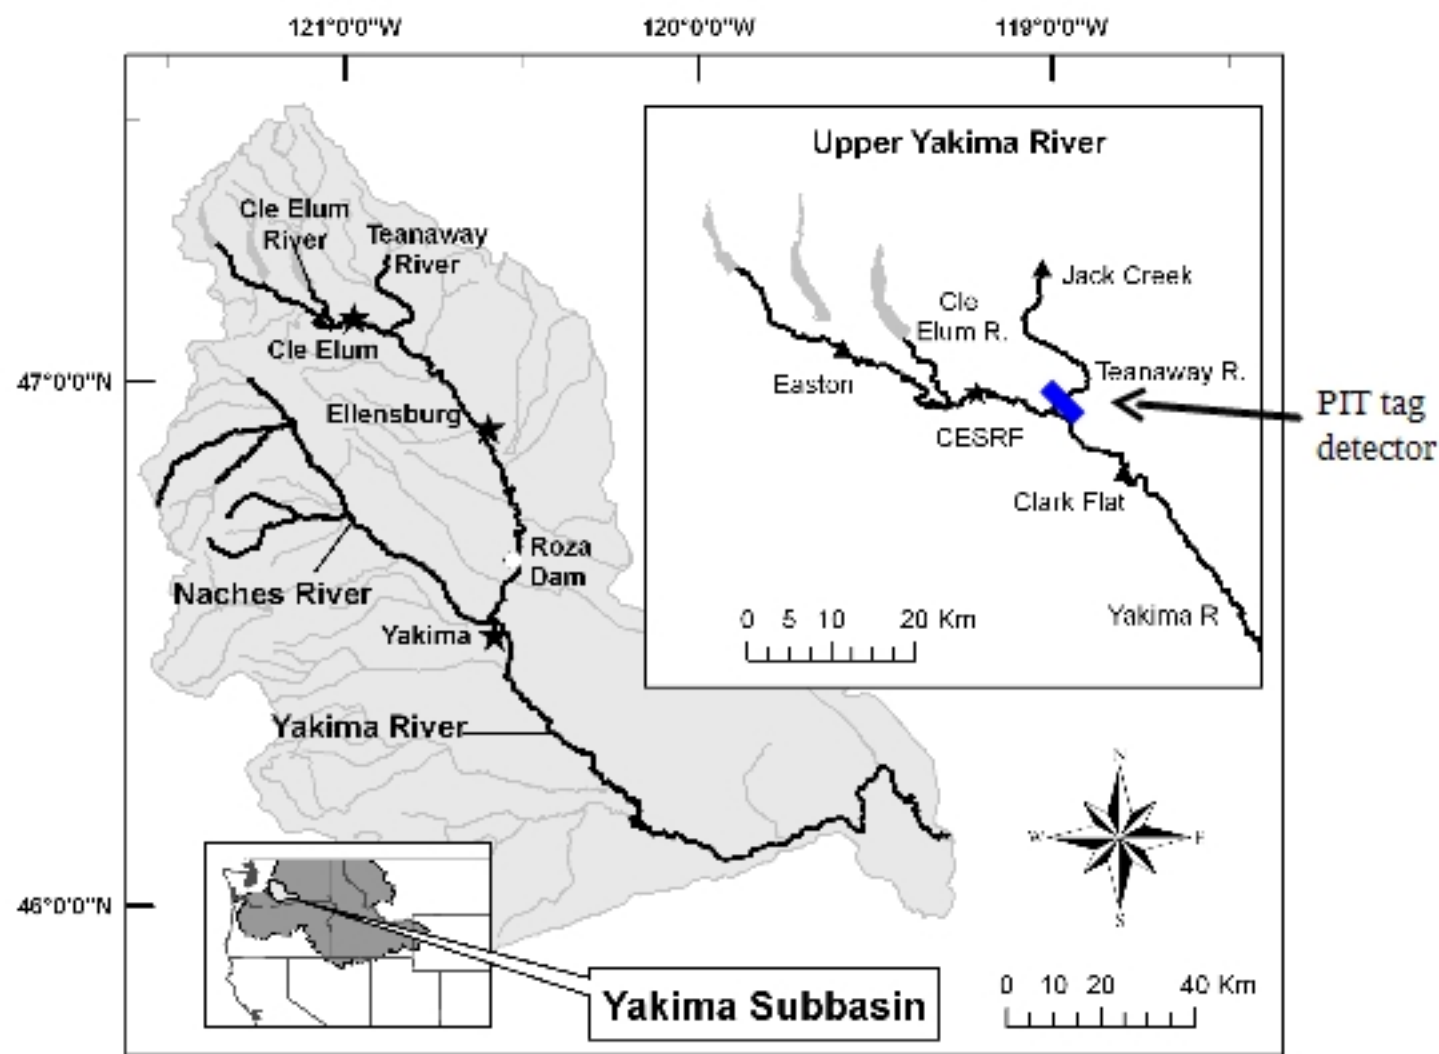 121°0'0"W
120°0'0"W
119°0'0"W
Upper Yakima River
Cle Elum
River
Teanaway
River
Cle Elum
47°0'0"N
Ellensburg
Roza
Dam
Naches River
Yakima
Yakima River
46°0'0"N
Jack Creek
Cle
Elum R.
Teanaway R.
Easton
CESRF
Clark Flat
0 5 10 20 Km
Yakima R
PIT tag
detector
N
W
E
S
Yakima Subbasin
0 10 20 40 Km